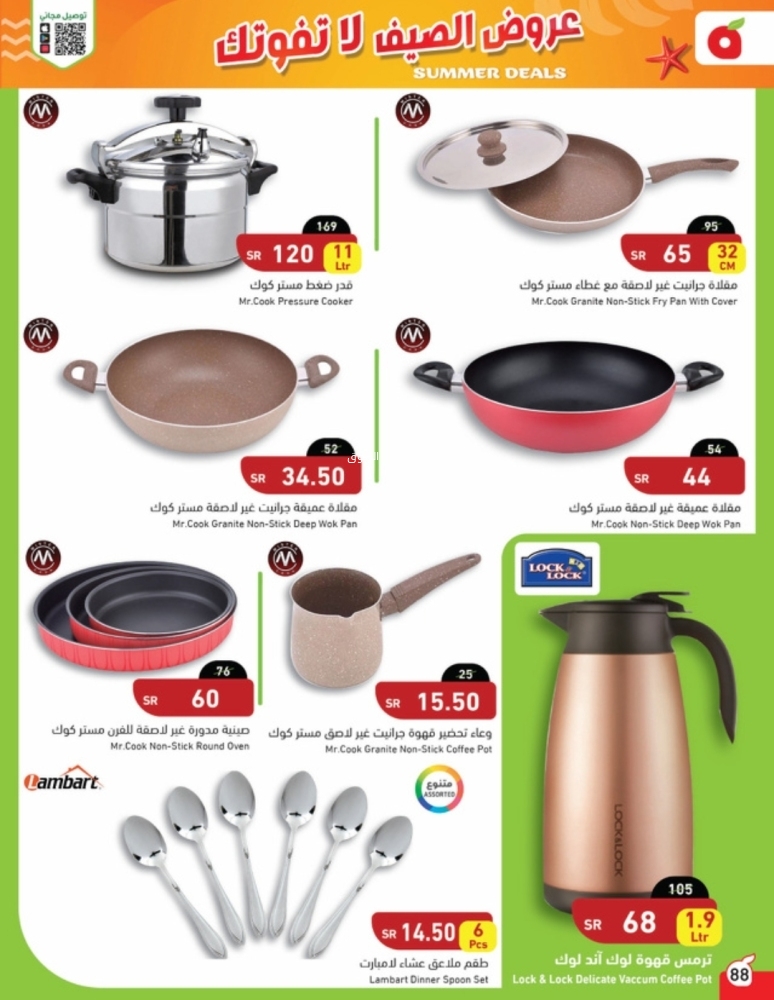 توصيل مجاني
عروض الصيف لا تفوتك
SUMMER DEALS
169
SR 120 11 Ltr
قدر ضغط مستر كوك
Mr.Cook Pressure Cooker
95
SR 65 32 CM
مقلاة جرانيت غير لاصقة مع غطاء مستر كوك
Mr.Cook Granite Non-Stick Fry Pan With Cover
52
SR 34.50
مقلاة عميقة جرانيت غير لاصقة مستر كوك
Mr.Cook Granite Non-Stick Deep Wok Pan
54
SR 44
مقلاة عميقة غير لاصقة مستر كوك
Mr.Cook Non-Stick Deep Wok Pan
76
SR 60
صينية مدورة غير لاصقة للفرن مستر كوك
Mr.Cook Non-Stick Round Oven
25
SR 15.50
وعاء تحضير قهوة جرانيت غير لاصق مستر كوك
Mr.Cook Granite Non-Stick Coffee Pot
LOCK & LOCK
LOCK&LOCK
105
SR 68 1.9 Ltr
ترمس قهوة لوك آند لوك
Lock & Lock Delicate Vaccum Coffee Pot
Lambart
متنوع
ASSORTED
SR 14.50 6 Pcs
طقم ملاعق عشاء لامبارت
Lambart Dinner Spoon Set
88